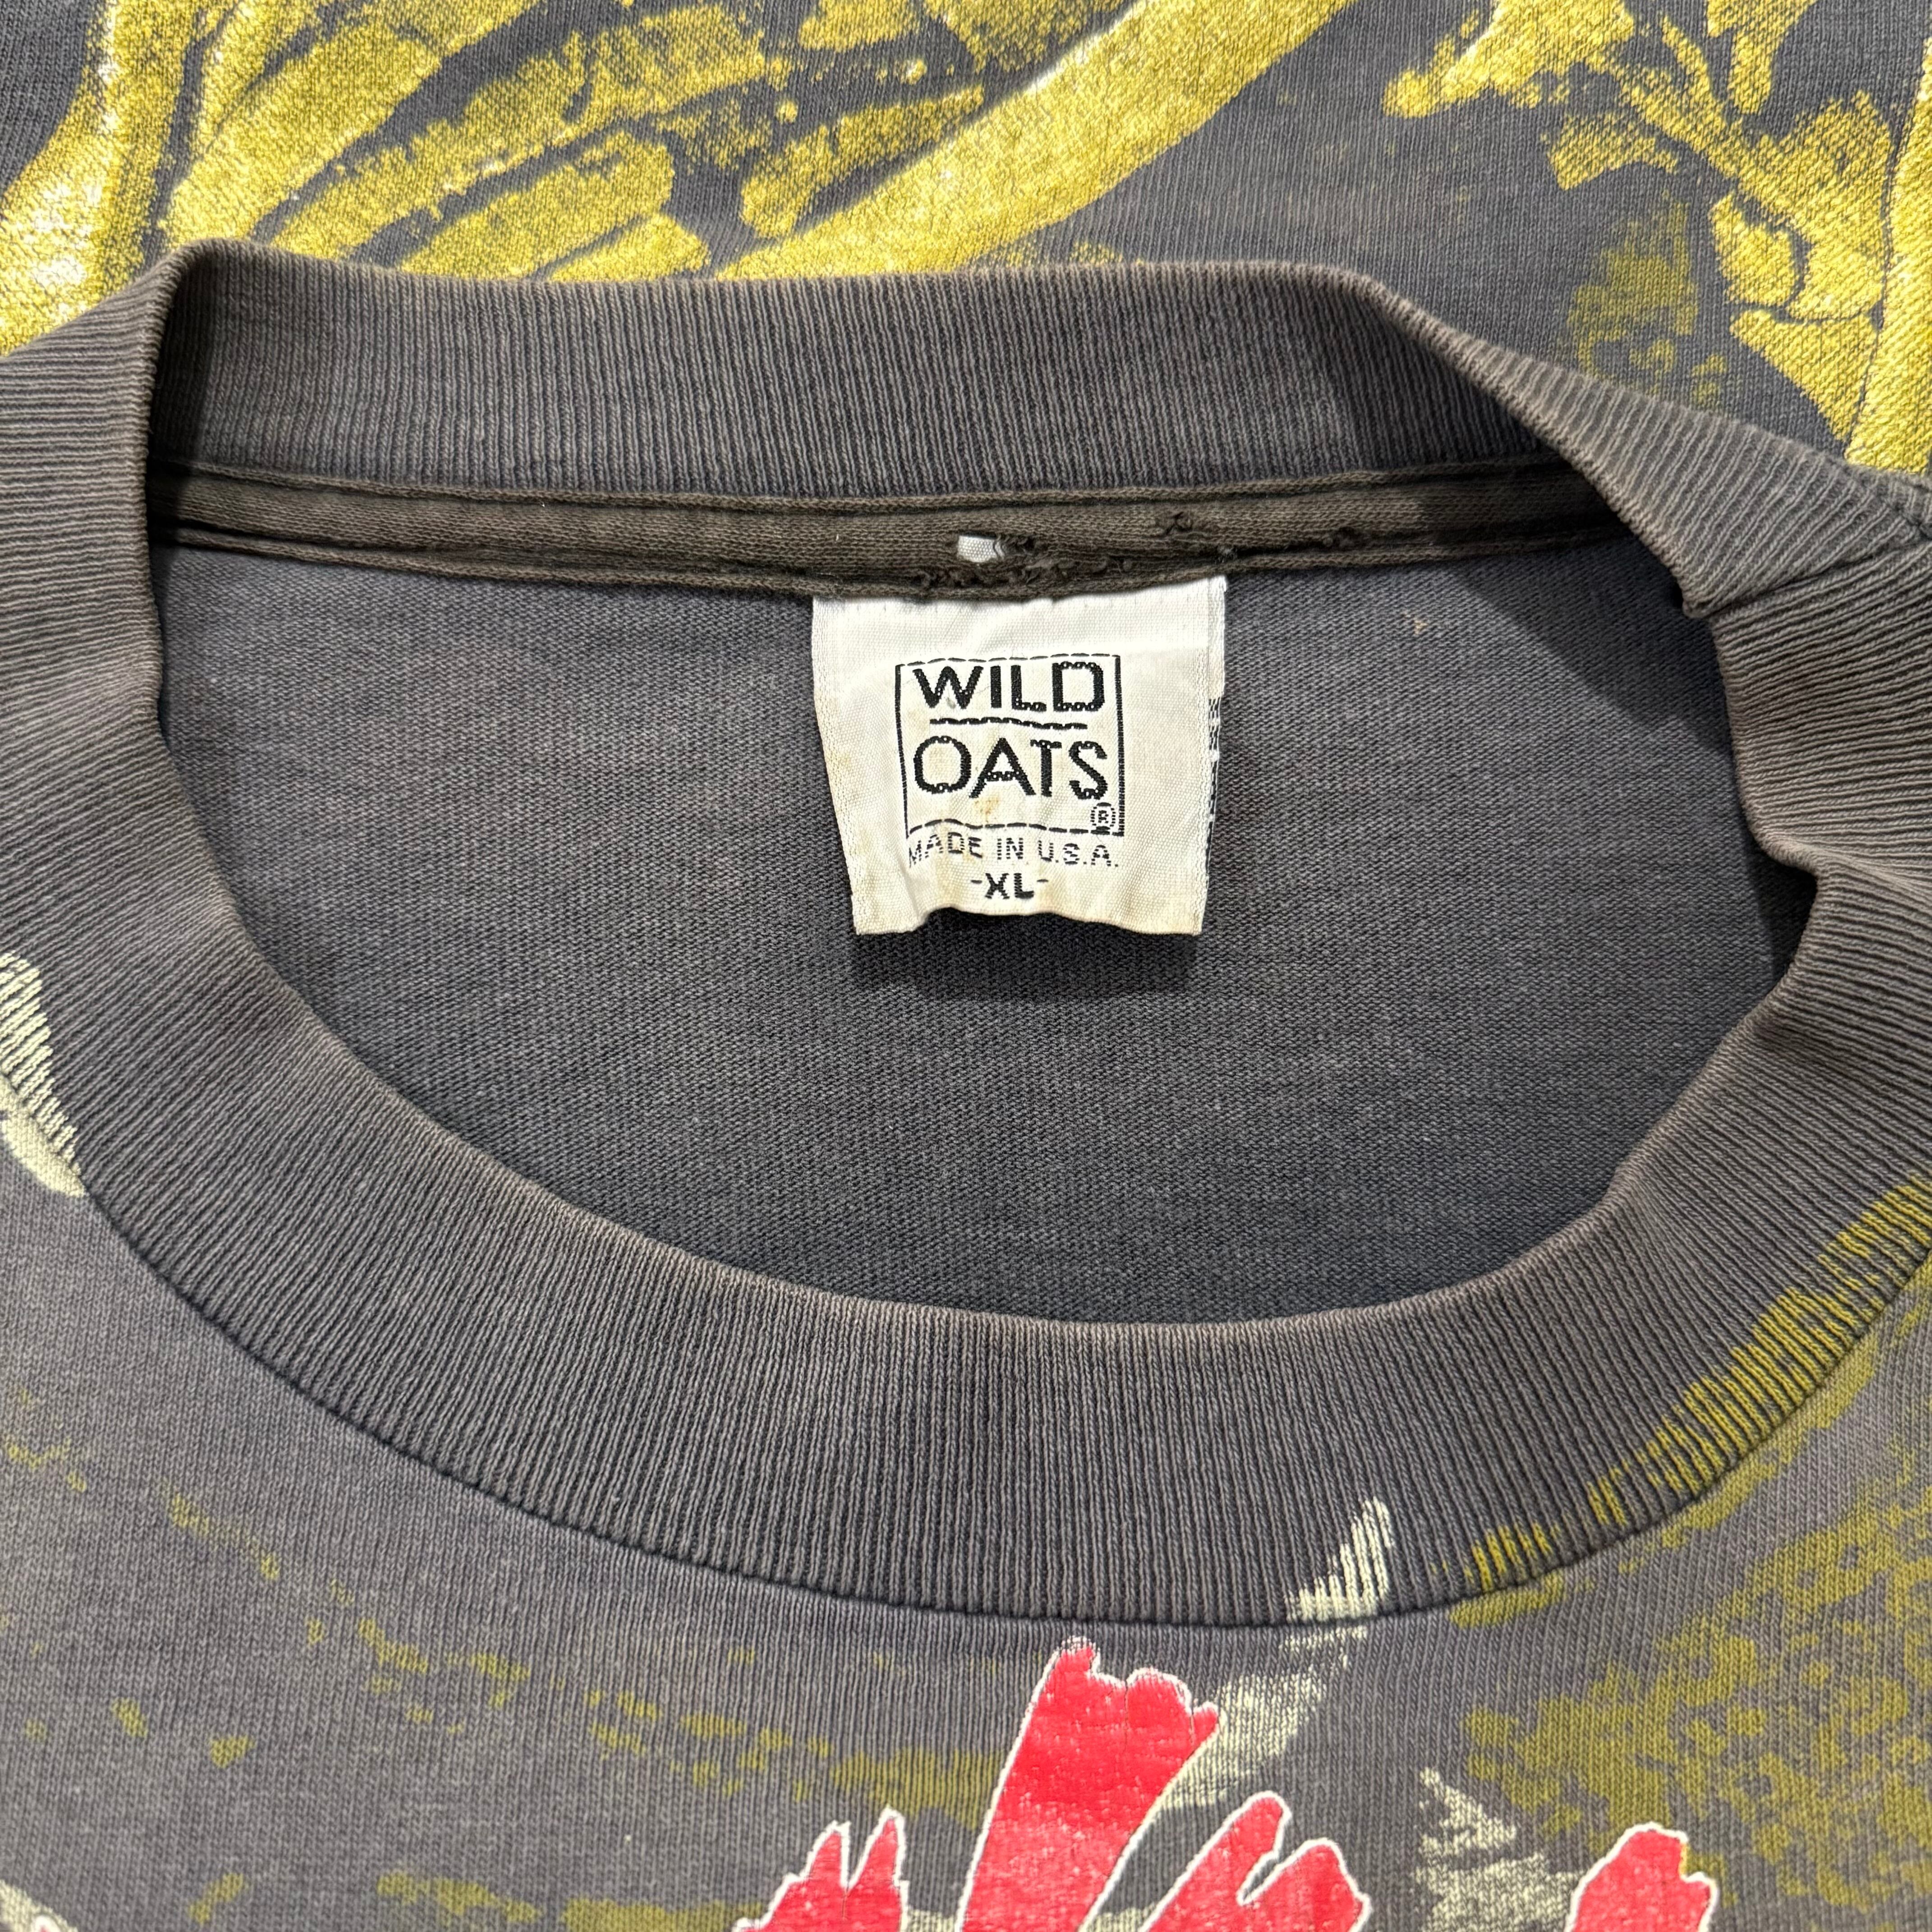 WILD
OATS
®
MADE IN U.S.A.
-XL-